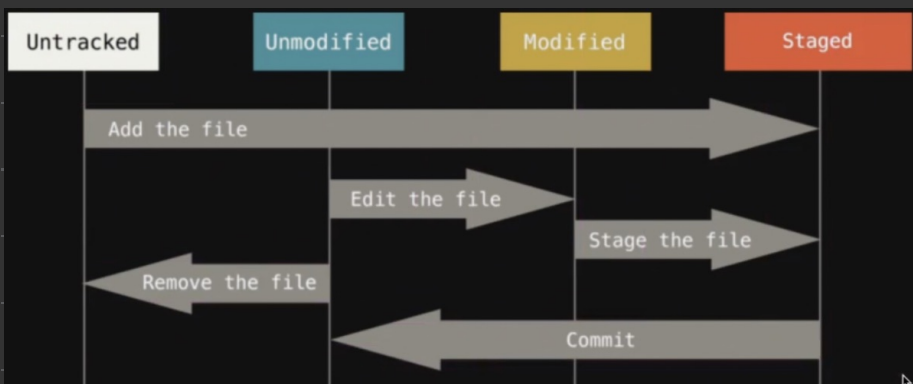 Untracked
Unmodified
Modified
Staged
Add the file
Edit the file
Stage the file
Remove the file
Commit